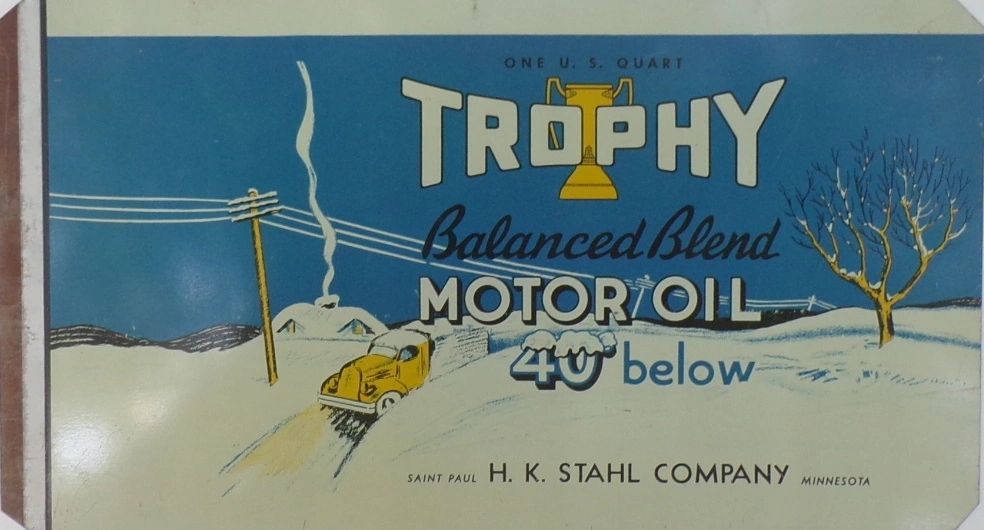 ONE U. S. QUART
TROPHY
Balanced Blend
MOTOR OIL
40 below
SAINT PAUL H. K. STAHL COMPANY MINNESOTA